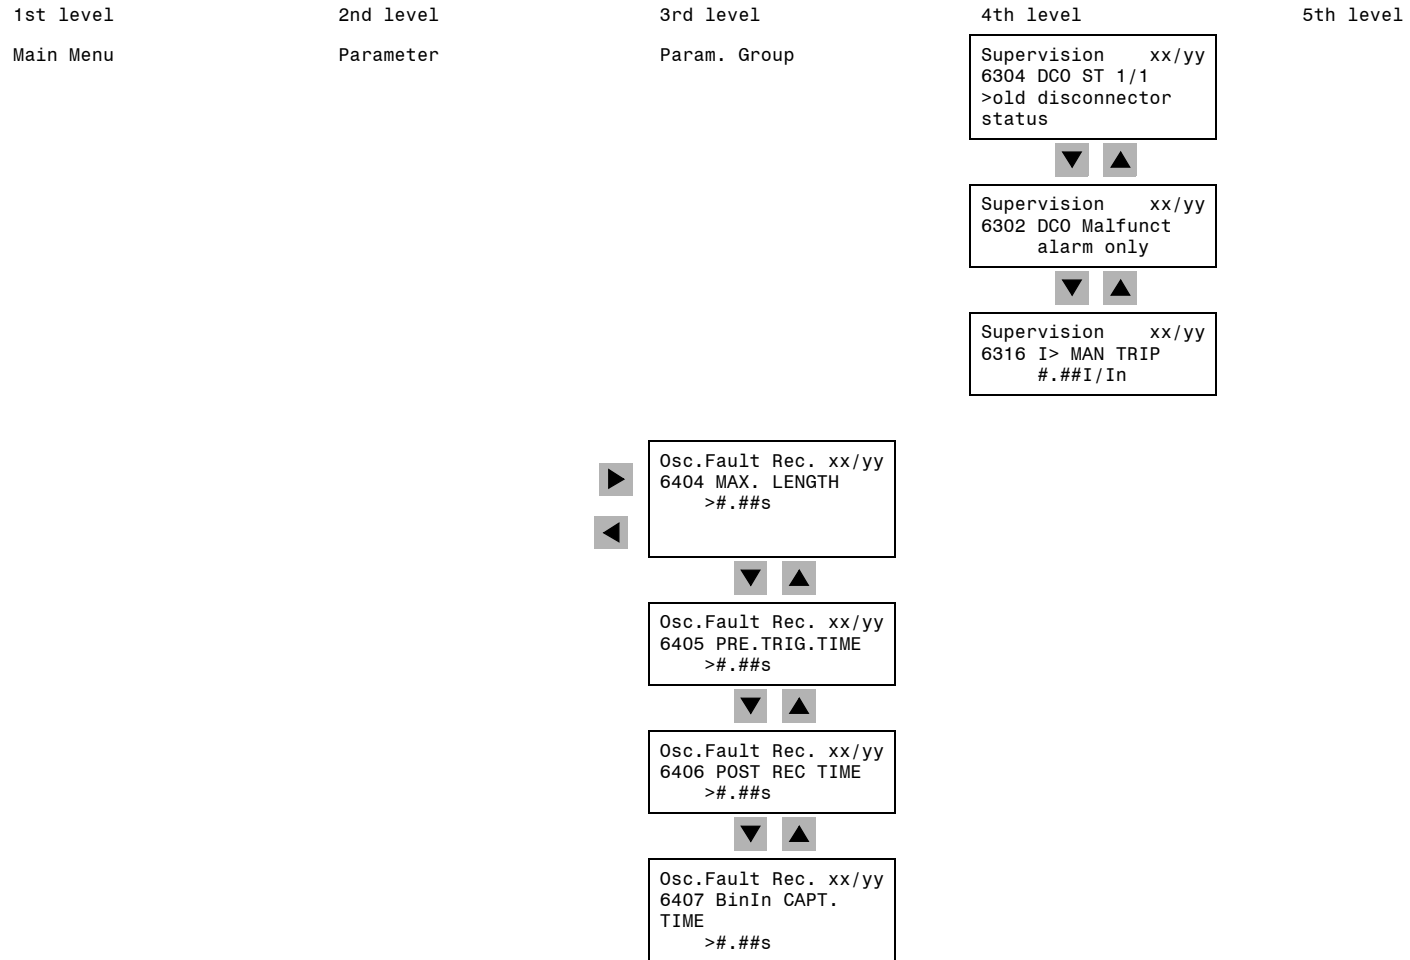 1st level 2nd level 3rd level 4th level 5th level
Main Menu Parameter Param. Group
Supervision xx/yy
6304 DCO ST 1/1
>old disconnector
status
Supervision xx/yy
6302 DCO Malfunct
alarm only
Supervision xx/yy
6316 I> MAN TRIP
#.##I/In
Osc.Fault Rec. xx/yy
6404 MAX. LENGTH
>#.##s
Osc.Fault Rec. xx/yy
6405 PRE.TRIG.TIME
>#.##s
Osc.Fault Rec. xx/yy
6406 POST REC TIME
>#.##s
Osc.Fault Rec. xx/yy
6407 BinIn CAPT.
TIME
>#.##s